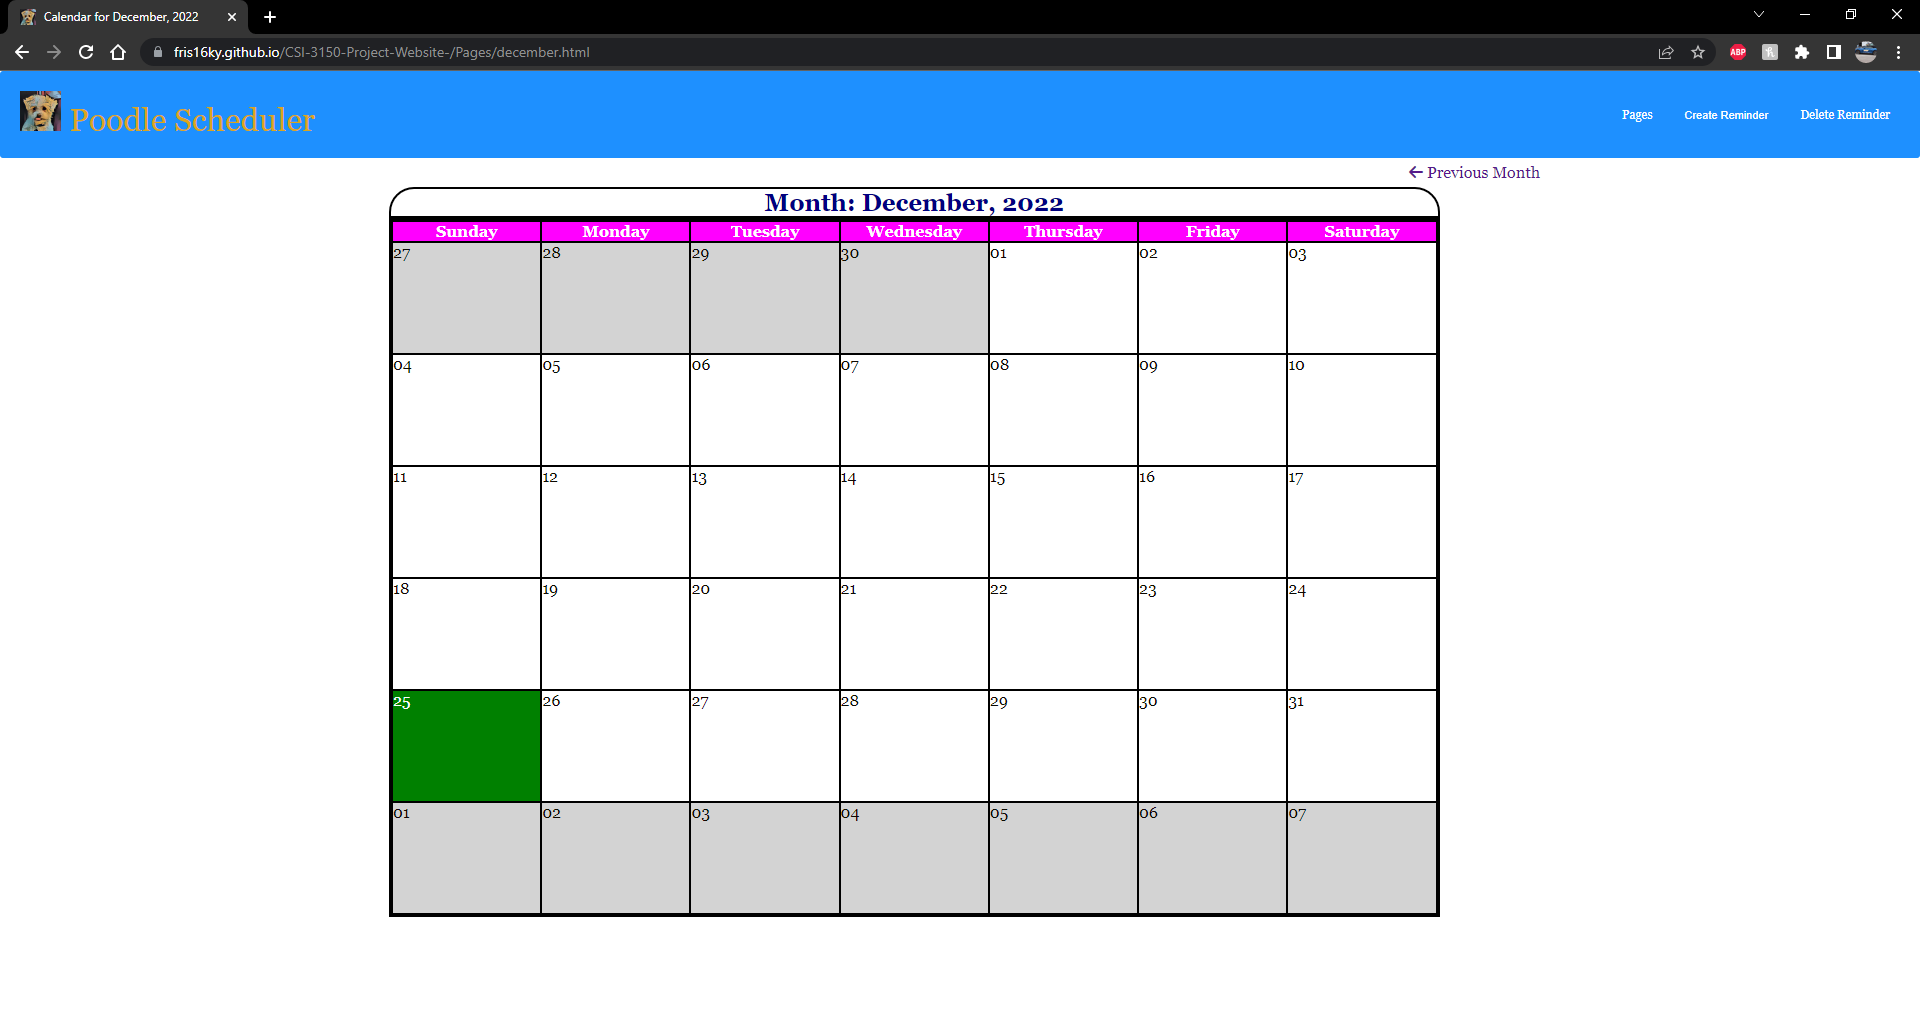 Calendar for December, 2022
fris16ky.github.io/CSI-3150-Project-Website-/Pages/december.html
ABP
Poodle Scheduler
Pages Create Reminder Delete Reminder
Previous Month
Month: December, 2022
Sunday Monday Tuesday Wednesday Thursday Friday Saturday
27 28 29 30 01 02 03
04 05 06 07 08 09 10
11 12 13 14 15 16 17
18 19 20 21 22 23 24
25 26 27 28 29 30 31
01 02 03 04 05 06 07